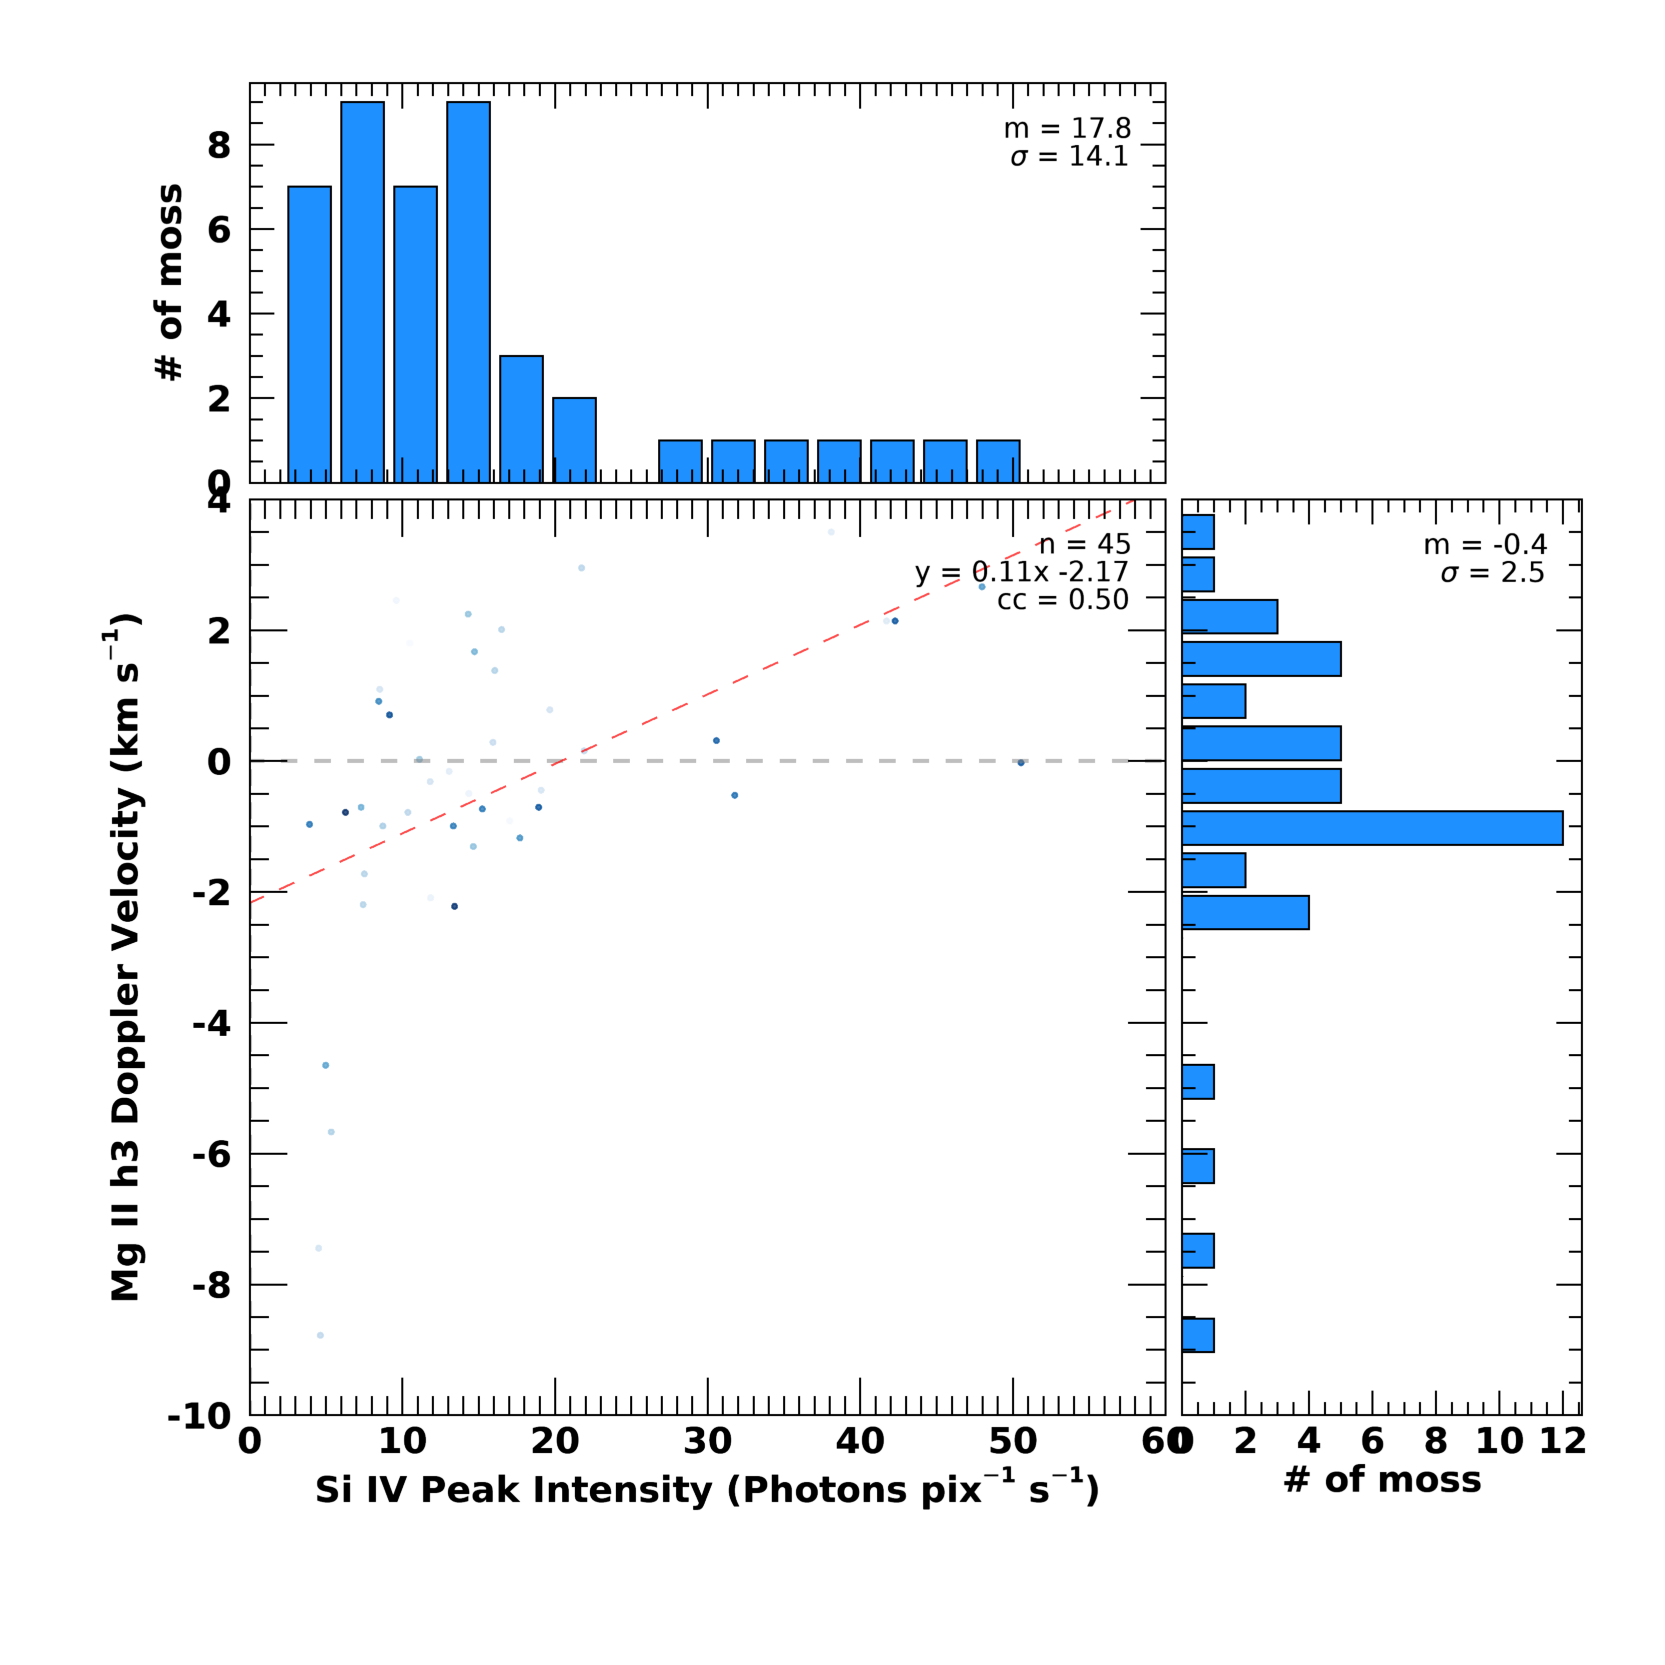 m = 17.8
σ = 14.1
# of moss
8
6
4
2
0
4
n = 45
y = 0.11x -2.17
cc = 0.50
m = -0.4
σ = 2.5
Mg II h3 Doppler Velocity (km s⁻¹)
2
0
-2
-4
-6
-8
-10
0 10 20 30 40 50 60
Si IV Peak Intensity (Photons pix⁻¹ s⁻¹)
0 2 4 6 8 10 12
# of moss